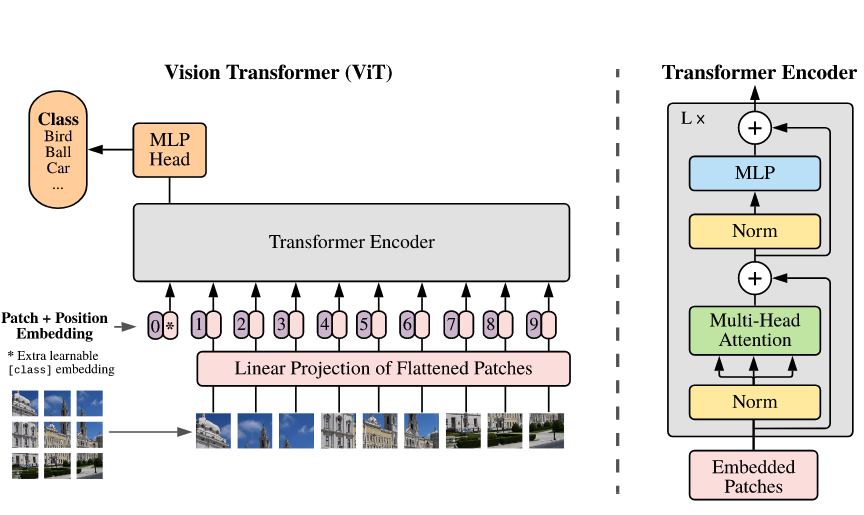 Vision Transformer (ViT)
Class
Bird
Ball
Car
...
MLP
Head
Transformer Encoder
0 * 1 2 3 4 5 6 7 8 9
Patch + Position
Embedding
* Extra learnable
[class] embedding
Linear Projection of Flattened Patches
Transformer Encoder
L x
+
MLP
Norm
+
Multi-Head
Attention
Norm
Embedded
Patches